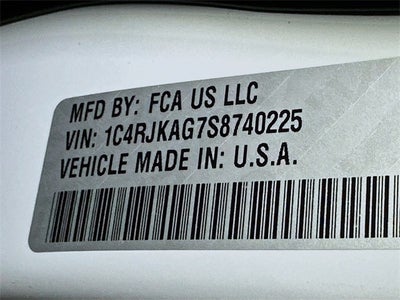 MFD BY: FCA US LLC
VIN: 1C4RJKAG7S8740225
VEHICLE MADE IN: U.S.A.